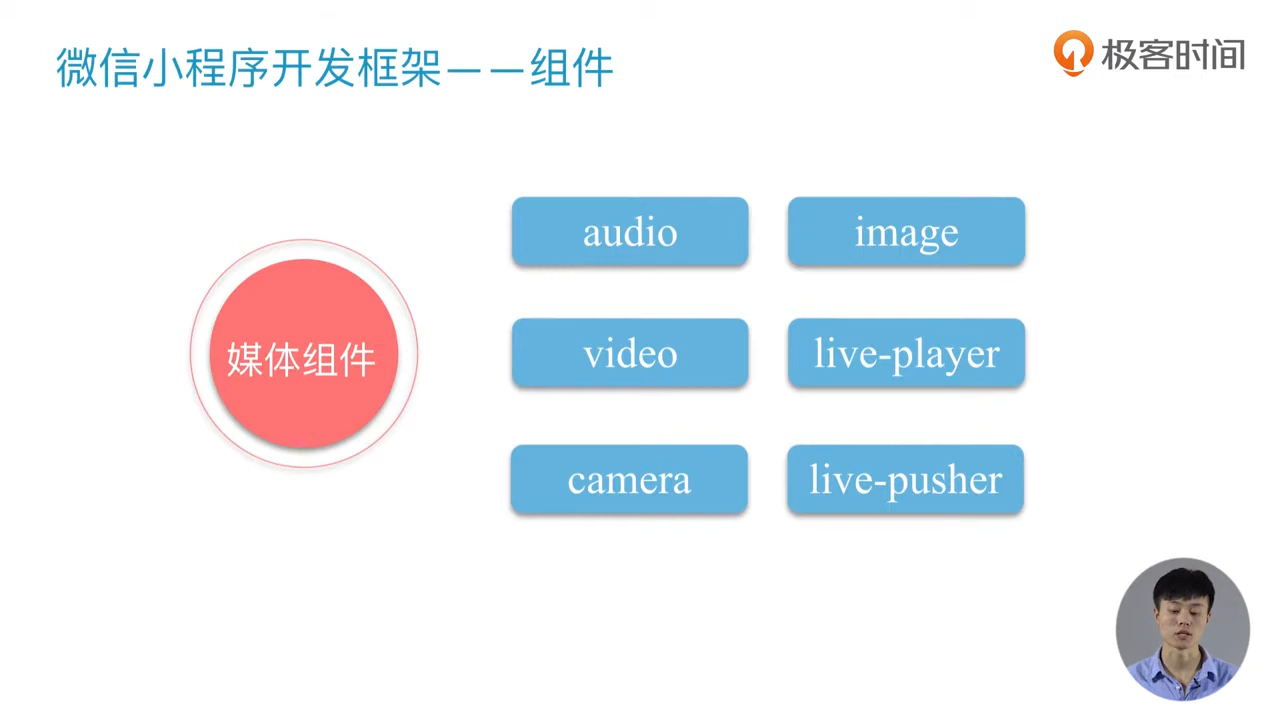 微信小程序开发框架——组件
极客时间
audio
image
媒体组件
video
live-player
camera
live-pusher